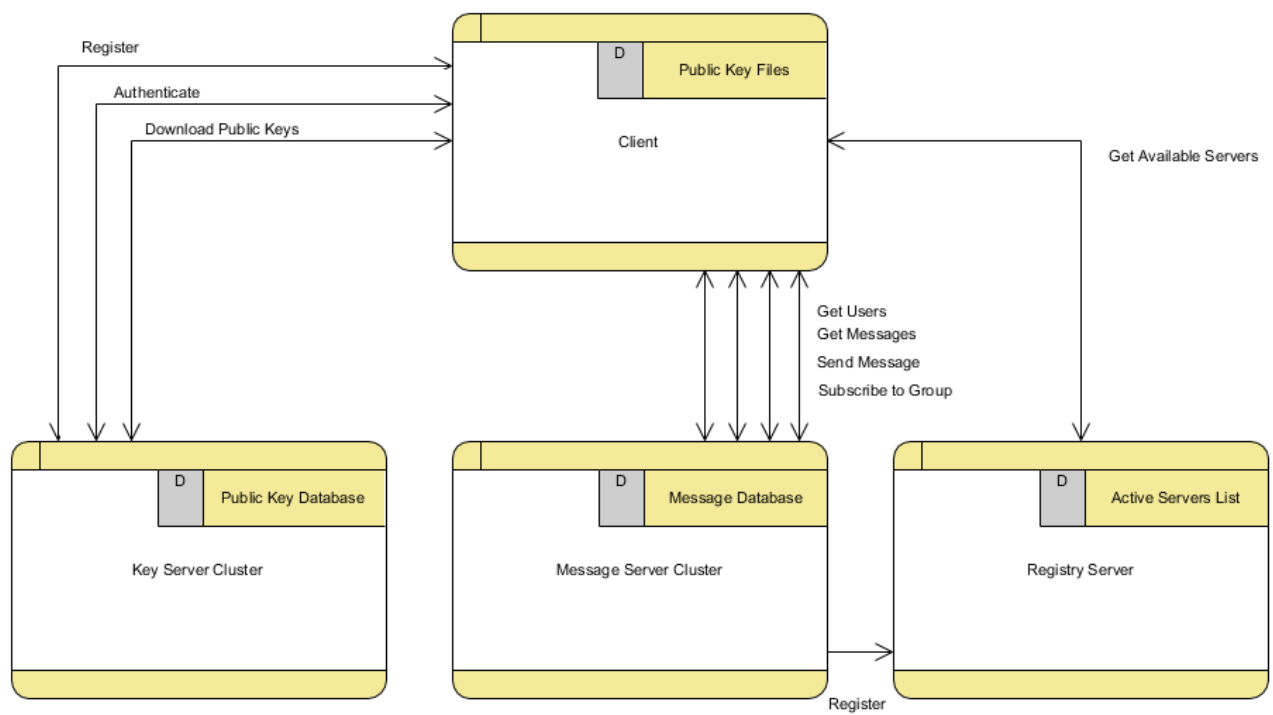 Register
D
Public Key Files
Authenticate
Download Public Keys
Client
Get Available Servers
Get Users
Get Messages
Send Message
Subscribe to Group
D
Public Key Database
Key Server Cluster
D
Message Database
Message Server Cluster
D
Active Servers List
Registry Server
Register